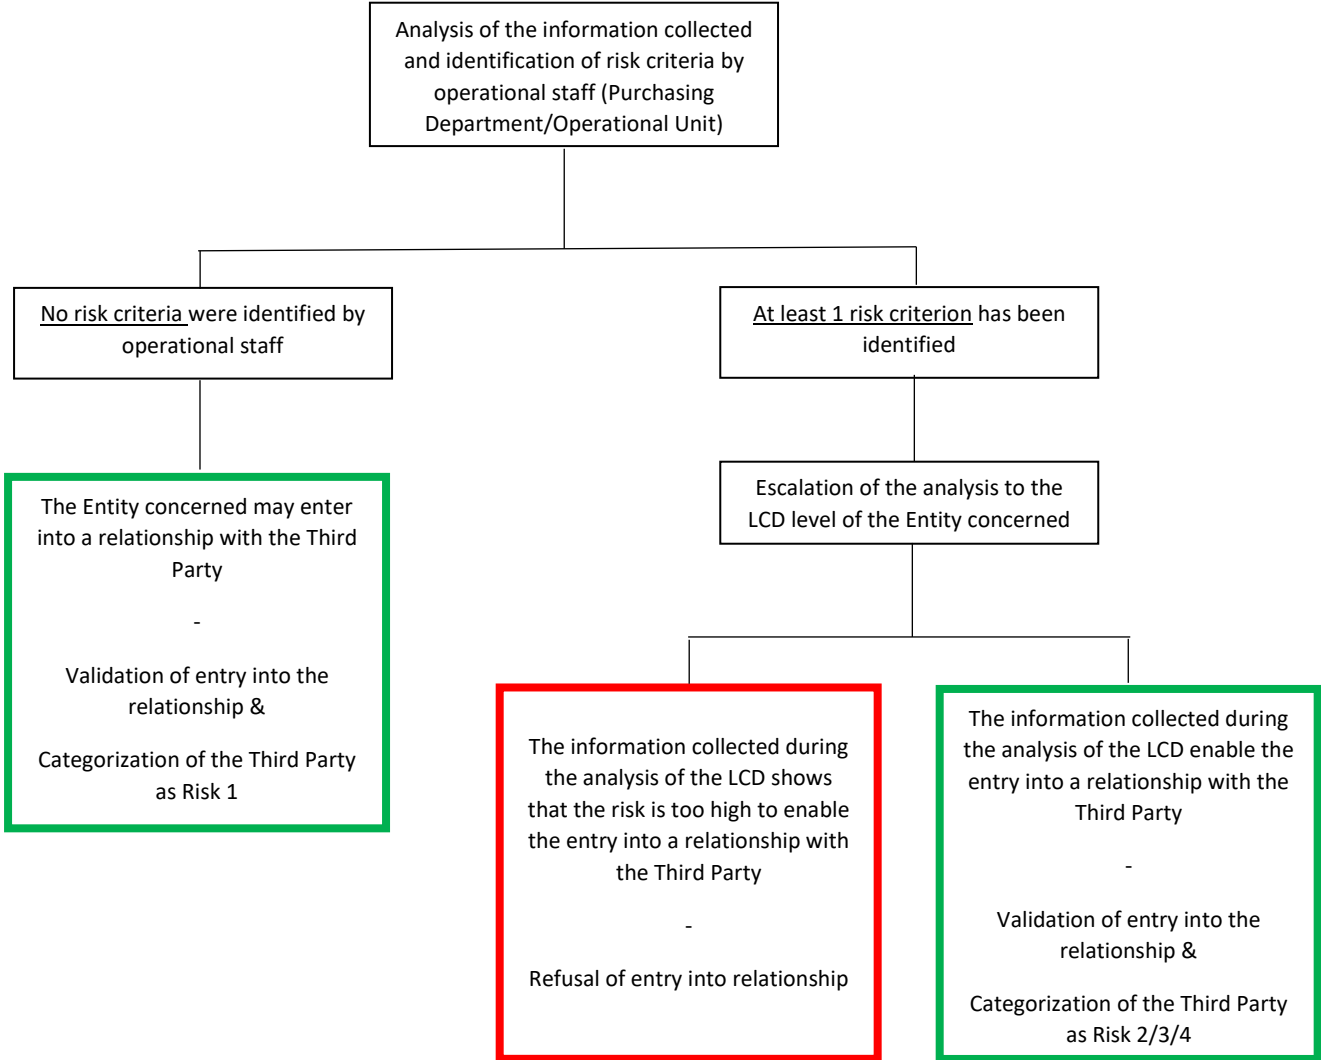 Analysis of the information collected
and identification of risk criteria by
operational staff (Purchasing
Department/Operational Unit)
No risk criteria were identified by
operational staff
At least 1 risk criterion has been
identified
The Entity concerned may enter
into a relationship with the Third
Party
-
Validation of entry into the
relationship &
Categorization of the Third Party
as Risk 1
Escalation of the analysis to the
LCD level of the Entity concerned
The information collected during
the analysis of the LCD shows
that the risk is too high to enable
the entry into a relationship with
the Third Party
-
Refusal of entry into relationship
The information collected during
the analysis of the LCD enable the
entry into a relationship with the
Third Party
-
Validation of entry into the
relationship &
Categorization of the Third Party
as Risk 2/3/4